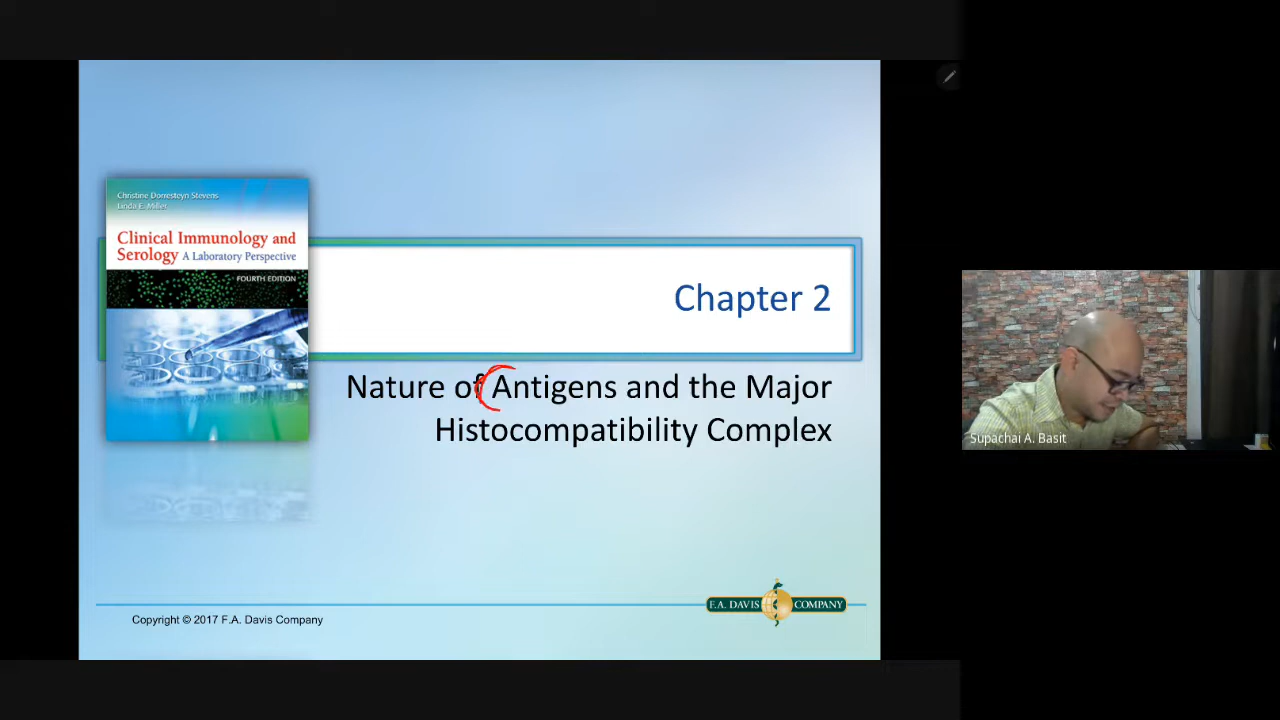 Christine Dorresteyn Stevens
Linda E. Miller
Clinical Immunology and
Serology A Laboratory Perspective
FOURTH EDITION
Chapter 2
Nature of Antigens and the Major
Histocompatibility Complex
F.A. DAVIS COMPANY
Copyright © 2017 F.A. Davis Company
Supachai A. Basit